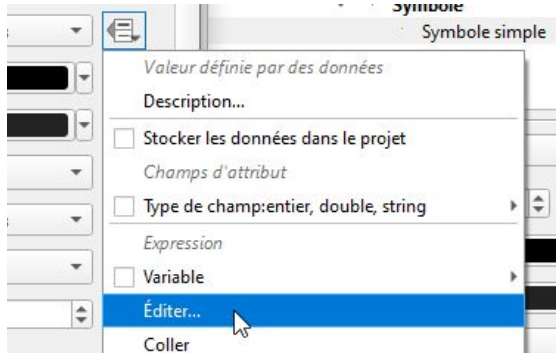 Symbole
Symbole simple
Valeur définie par des données
Description...
Stocker les données dans le projet
Champs d'attribut
Type de champ:entier, double, string
Expression
Variable
Éditer...
Coller